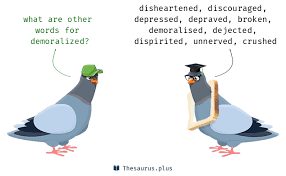 what are other
words for
demoralized?
disheartened, discouraged,
depressed, depraved, broken,
demoralised, dejected,
dispirited, unnerved, crushed
Thesaurus.plus